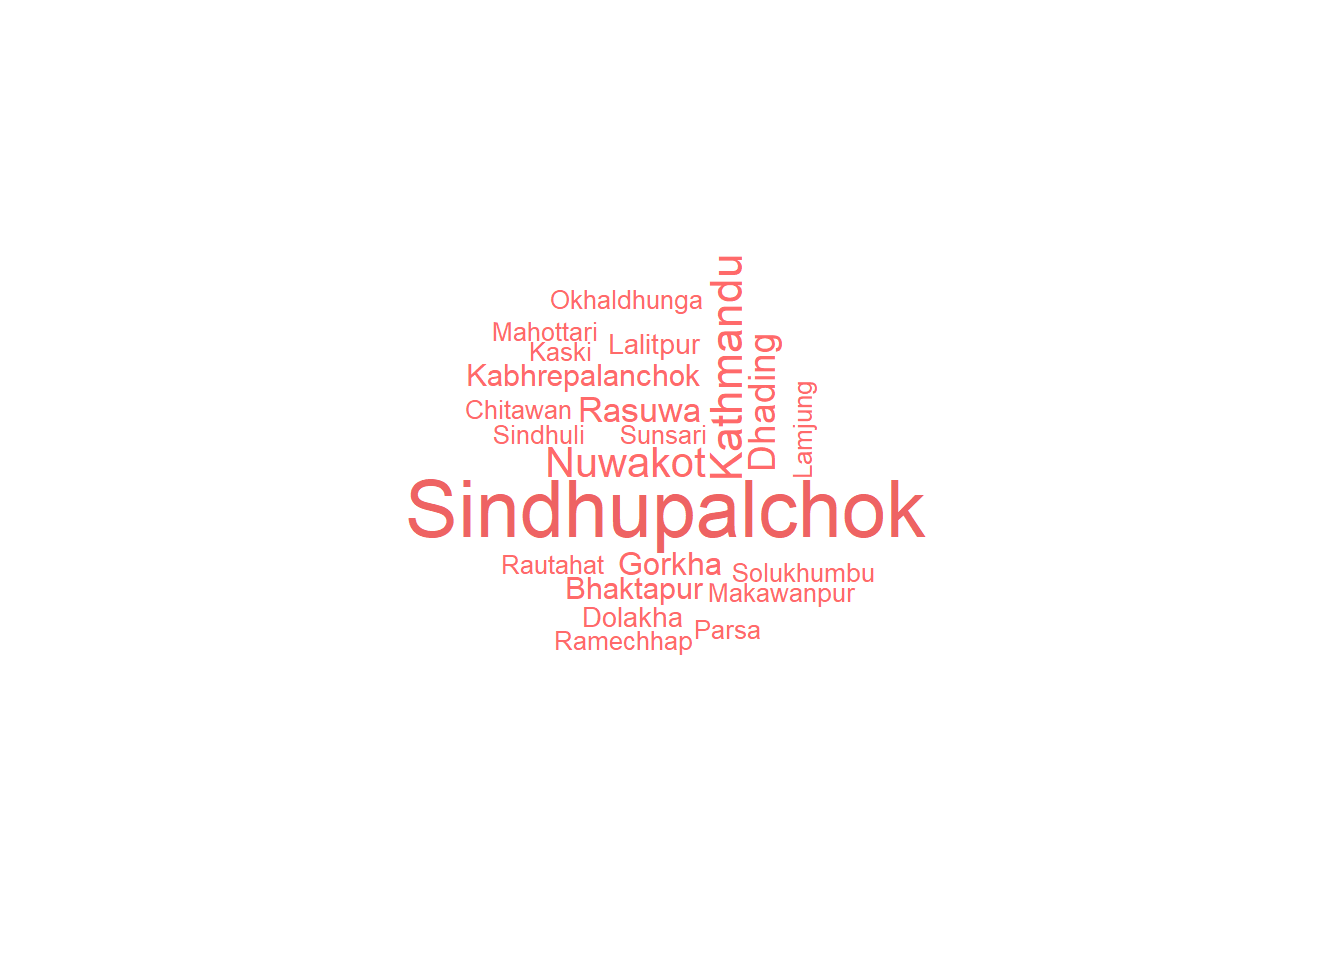 Okhaldhunga
Mahottari
Kaski
Lalitpur
Kabhrepalanchok
Chitawan
Rasuwa
Sindhuli
Sunsari
Nuwakot
Kathmandu
Dhading
Lamjung
Sindhupalchok
Rautahat
Gorkha
Solukhumbu
Bhaktapur
Makawanpur
Dolakha
Parsa
Ramechhap